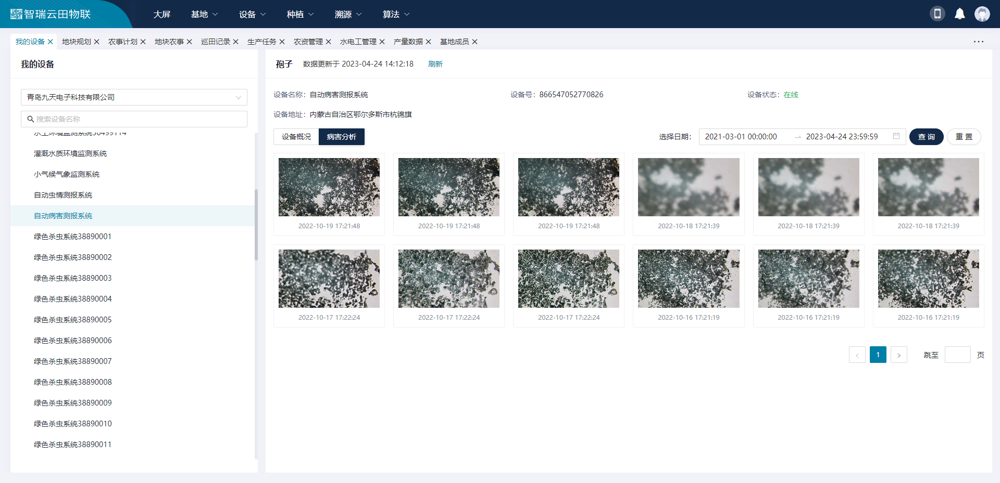 智瑞云田物联
大屏 基地 设备 种植 溯源 算法
我的设备 地块规划 农事计划 地块农事 巡田记录 生产任务 农资管理 水电工管理 产量数据 基地成员
我的设备
青岛九天电子科技有限公司
搜索设备名称
灌溉水质环境监测系统
小气候气象监测系统
自动虫情测报系统
自动病害测报系统
绿色杀虫系统38890001
绿色杀虫系统38890002
绿色杀虫系统38890003
绿色杀虫系统38890004
绿色杀虫系统38890005
绿色杀虫系统38890006
绿色杀虫系统38890007
绿色杀虫系统38890008
绿色杀虫系统38890009
绿色杀虫系统38890010
绿色杀虫系统38890011
孢子 数据更新于 2023-04-24 14:12:18 刷新
设备名称: 自动病害测报系统 设备号: 866547052770826 设备状态: 在线
设备地址: 内蒙古自治区鄂尔多斯市杭锦旗
设备概况 病害分析 选择日期: 2021-03-01 00:00:00 → 2023-04-24 23:59:59 查 询 重 置
2022-10-19 17:21:48 2022-10-19 17:21:48 2022-10-19 17:21:48 2022-10-18 17:21:39 2022-10-18 17:21:39 2022-10-18 17:21:39
2022-10-17 17:22:24 2022-10-17 17:22:24 2022-10-17 17:22:24 2022-10-16 17:21:19 2022-10-16 17:21:19 2022-10-16 17:21:19
< 1 > 跳至 页